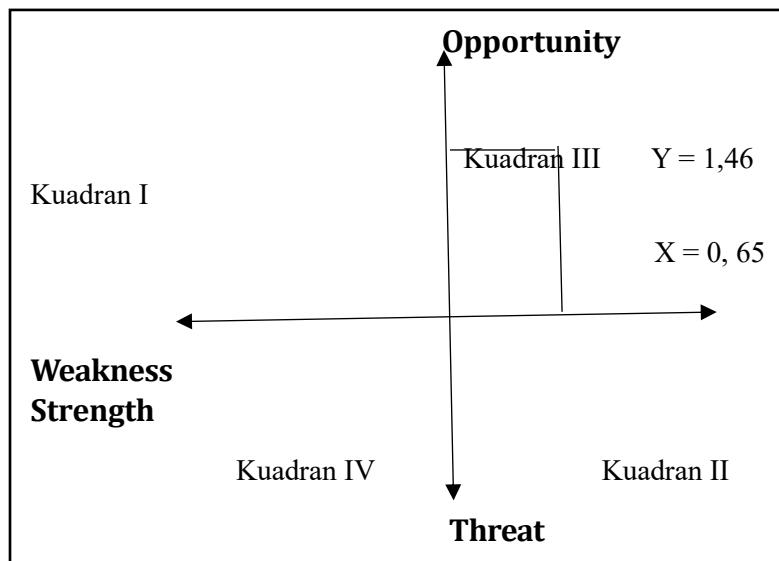 Opportunity
Kuadran III Y = 1,46
Kuadran I
X = 0, 65
Weakness
Strength
Kuadran IV Kuadran II
Threat